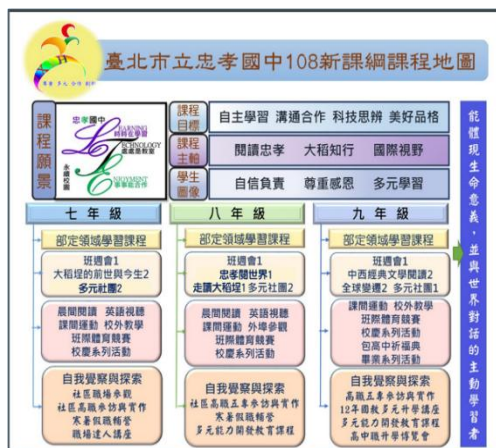 臺北市立忠孝國中108新課綱課程地圖
課程願景
忠孝國中
LEARNING
時時在學習
TECHNOLOGY
處處是教室
ENJOYMENT
事事能合作
永續校園
課程目標
自主學習 溝通合作 科技思辨 美好品格
課程主軸
閱讀忠孝 大稻知行 國際視野
學生圖像
自信負責 尊重感恩 多元學習
七年級
部定領域學習課程
班週會1
大稻埕的前世與今生2
多元社團2
晨間閱讀 英語視聽
課間運動 校外教學
班際體育競賽
校慶系列活動
自我覺察與探索
社區職場參觀
社區高職參訪與實作
寒暑假職輔營
職場達人講座
八年級
部定領域學習課程
班週會1
忠孝閱世界1
走讀大稻埕1多元社團2
晨間閱讀 英語視聽
課間運動 外埠參觀
班際體育競賽
校慶系列活動
自我覺察與探索
社區高職五專參訪與實作
寒暑假職輔營
多元能力開發教育課程
九年級
部定領域學習課程
班週會1
中西經典文學閱讀2
全球變遷2 多元社團1
課間運動 校外教學
班際體育競賽
校慶系列活動
包高中祈福典
畢業系列活動
自我覺察與探索
高職五專參訪與實作
12年國教多元升學講座
多元能力開發教育課程
高中職升學博覽會
能體現生命意義，並與世界對話的主動學習者